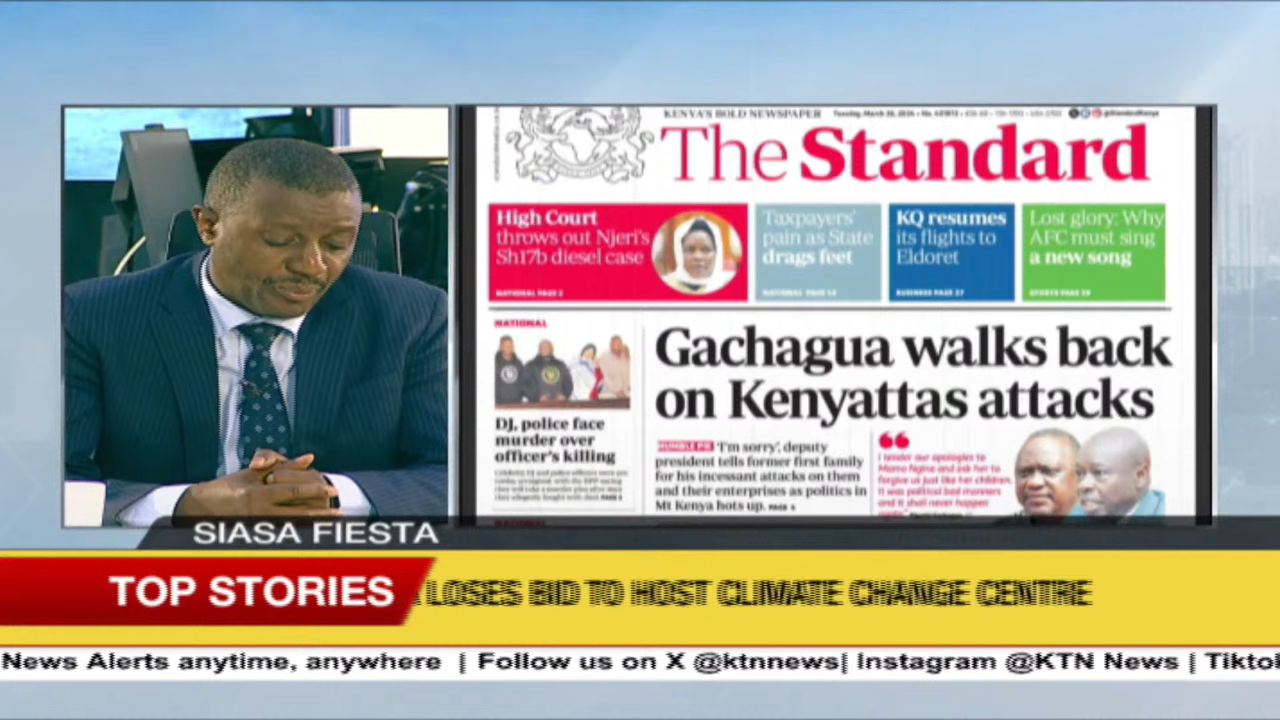 KENYA'S BOLD NEWSPAPER
The Standard
High Court
throws out Njeri's
Sh17b diesel case
NATIONAL PAGE 2
Taxpayers'
pain as State
drags feet
KQ resumes
its flights to
Eldoret
Lost glory: Why
AFC must sing
a new song
NATIONAL
DJ, police face
murder over
officer's killing
Gachagua walks back
on Kenyattas attacks
HUMBLE PIE 'I'm sorry', deputy
president tells former first family
for his incessant attacks on them
and their enterprises as politics in
Mt Kenya hots up.
I tender our apologies to
Mama Ngina and ask her to
forgive us just like her children.
It was political bad manners
and it shall never happen
SIASA FIESTA
TOP STORIES
LOSES BID TO HOST CLIMATE CHANGE CENTRE
News Alerts anytime, anywhere | Follow us on X @ktnnews| Instagram @KTN News | Tiktok